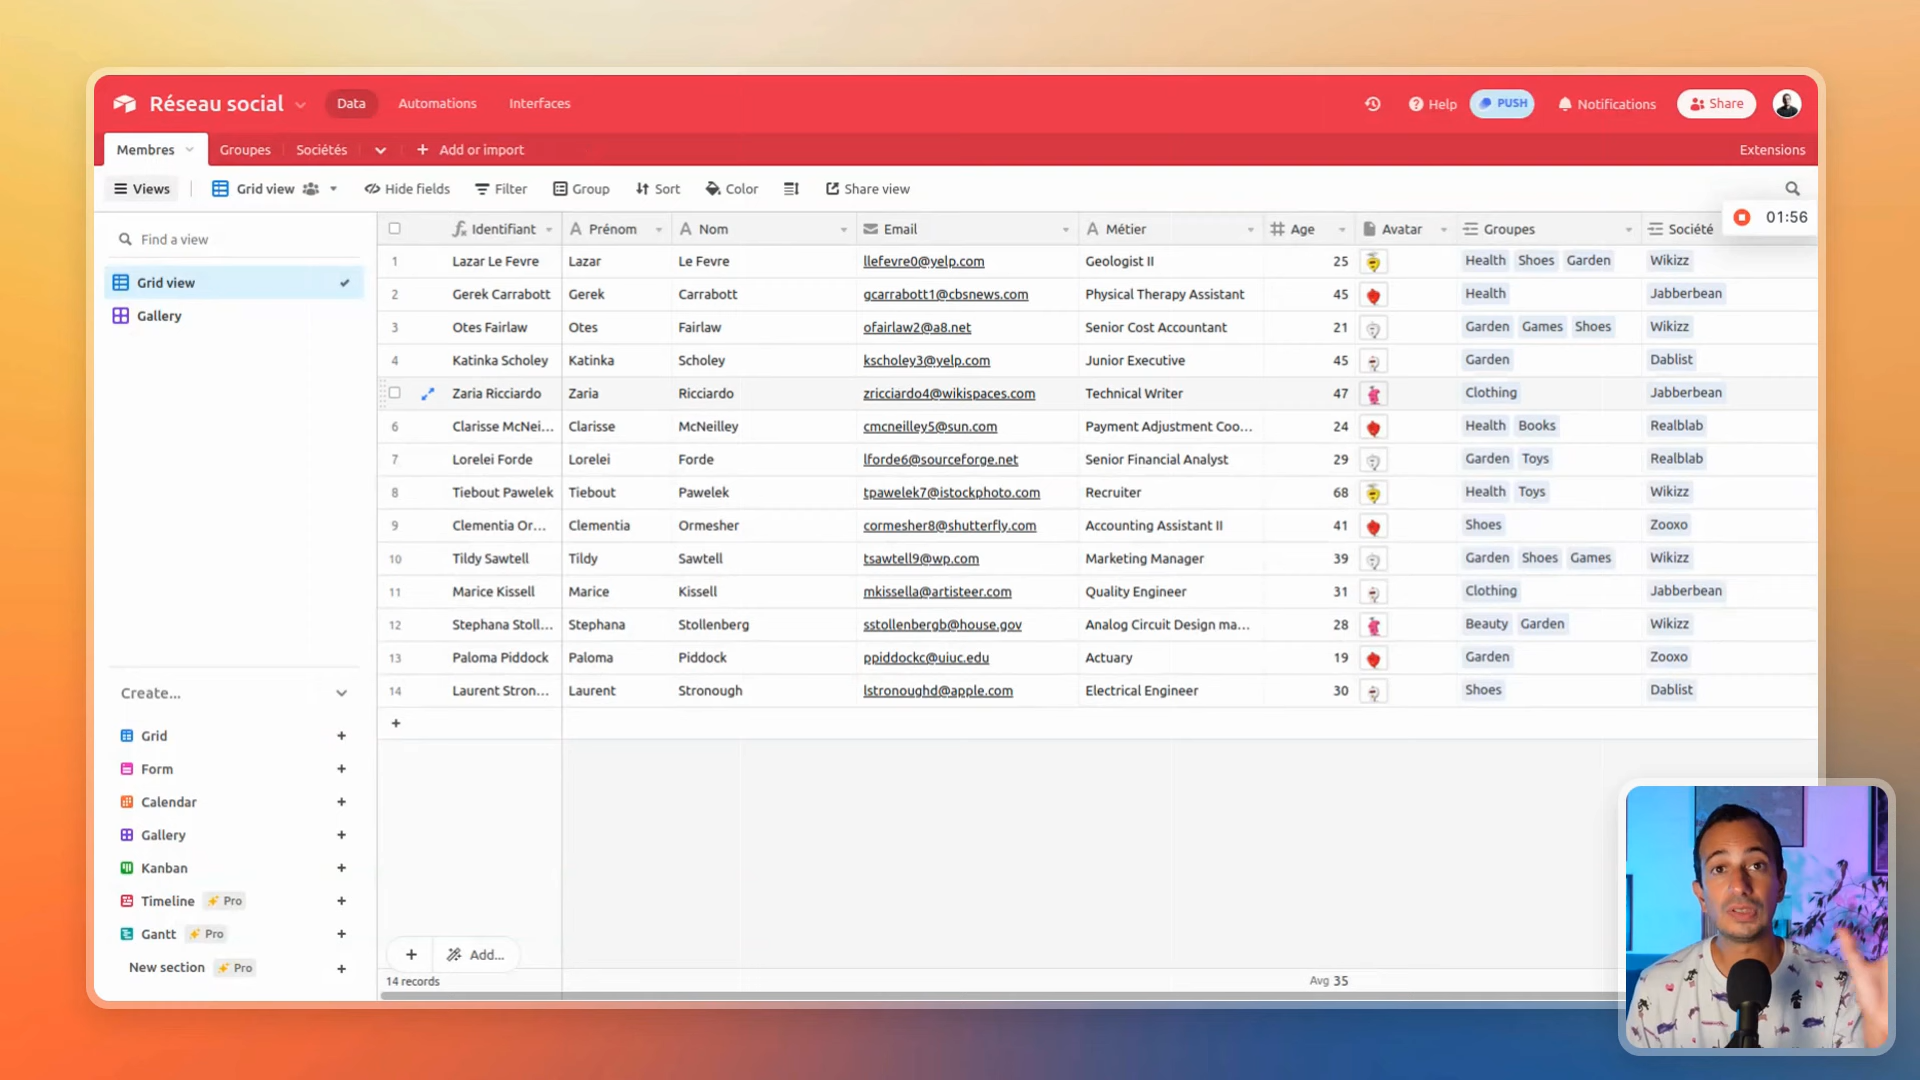 Réseau social Data Automations Interfaces Help PUSH Notifications Share
Membres Groupes Sociétés + Add or import Extensions
Views Grid view Hide fields Filter Group Sort Color Share view
01:56
Find a view
Grid view
Gallery
Create...
Grid +
Form +
Calendar +
Gallery +
Kanban +
Timeline Pro +
Gantt Pro +
New section Pro +
Identifiant Prénom Nom Email Métier Age Avatar Groupes Société
1 Lazar Le Fevre Lazar Le Fevre llefevre0@yelp.com Geologist II 25 Health Shoes Garden Wikizz
2 Gerek Carrabott Gerek Carrabott gcarrabott1@cbsnews.com Physical Therapy Assistant 45 Health Jabberbean
3 Otes Fairlaw Otes Fairlaw ofairlaw2@a8.net Senior Cost Accountant 21 Garden Games Shoes Wikizz
4 Katinka Scholey Katinka Scholey kscholey3@yelp.com Junior Executive 45 Garden Dablist
Zaria Ricciardo Zaria Ricciardo zricciardo4@wikispaces.com Technical Writer 47 Clothing Jabberbean
6 Clarisse McNei... Clarisse McNeilley cmcneilley5@sun.com Payment Adjustment Coo... 24 Health Books Realblab
7 Lorelei Forde Lorelei Forde lforde6@sourceforge.net Senior Financial Analyst 29 Garden Toys Realblab
8 Tiebout Pawelek Tiebout Pawelek tpawelek7@istockphoto.com Recruiter 68 Health Toys Wikizz
9 Clementia Or... Clementia Ormesher cormesher8@shutterfly.com Accounting Assistant II 41 Shoes Zooxo
10 Tildy Sawtell Tildy Sawtell tsawtell9@wp.com Marketing Manager 39 Garden Shoes Games Wikizz
11 Marice Kissell Marice Kissell mkissella@artisteer.com Quality Engineer 31 Clothing Jabberbean
12 Stephana Stoll... Stephana Stollenberg sstollenbergb@house.gov Analog Circuit Design ma... 28 Beauty Garden Wikizz
13 Paloma Piddock Paloma Piddock ppiddockc@uiuc.edu Actuary 19 Garden Zooxo
14 Laurent Stron... Laurent Stronough lstronoughd@apple.com Electrical Engineer 30 Shoes Dablist
+
+ Add...
14 records Avg 35